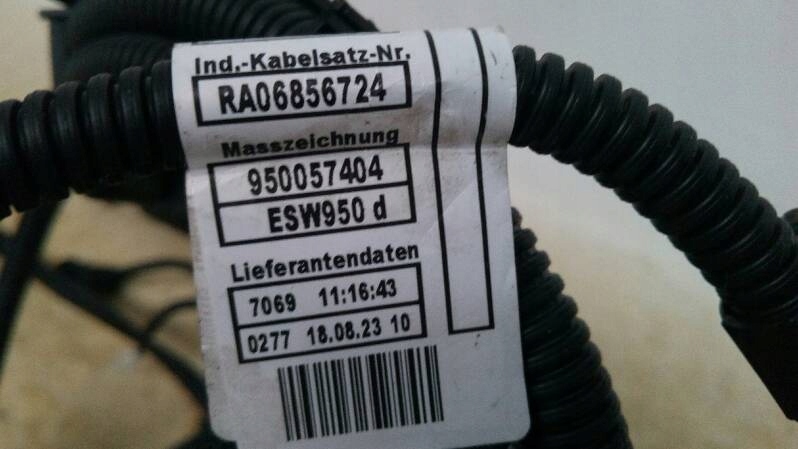 Ind.-Kabelsatz-Nr.
RA06856724
Masszeichnung
950057404
ESW950 d
Lieferantendaten
7069 11:16:43
0277 18.08.23 10